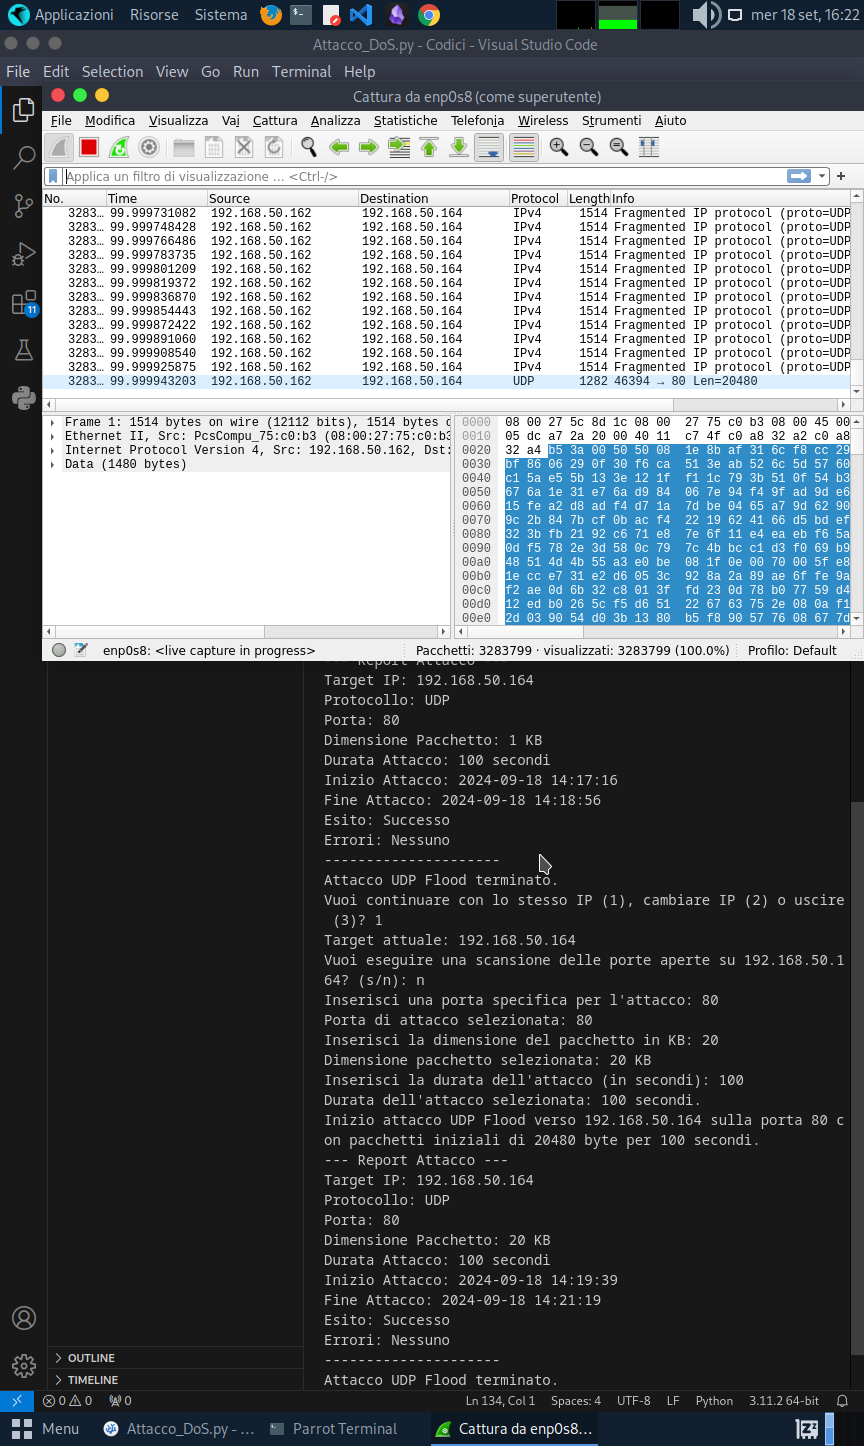 Applicazioni Risorse Sistema mer 18 set, 16:22
Attacco_DoS.py - Codici - Visual Studio Code
File Edit Selection View Go Run Terminal Help
Cattura da enp0s8 (come superutente)
File Modifica Visualizza Vai Cattura Analizza Statistiche Telefonia Wireless Strumenti Aiuto
Applica un filtro di visualizzazione ... <Ctrl-/>
No. Time Source Destination Protocol Length Info
3283… 99.999731082 192.168.50.162 192.168.50.164 IPv4 1514 Fragmented IP protocol (proto=UDP
3283… 99.999748428 192.168.50.162 192.168.50.164 IPv4 1514 Fragmented IP protocol (proto=UDP
3283… 99.999766486 192.168.50.162 192.168.50.164 IPv4 1514 Fragmented IP protocol (proto=UDP
3283… 99.999783735 192.168.50.162 192.168.50.164 IPv4 1514 Fragmented IP protocol (proto=UDP
3283… 99.999801209 192.168.50.162 192.168.50.164 IPv4 1514 Fragmented IP protocol (proto=UDP
3283… 99.999819372 192.168.50.162 192.168.50.164 IPv4 1514 Fragmented IP protocol (proto=UDP
3283… 99.999836870 192.168.50.162 192.168.50.164 IPv4 1514 Fragmented IP protocol (proto=UDP
3283… 99.999854443 192.168.50.162 192.168.50.164 IPv4 1514 Fragmented IP protocol (proto=UDP
3283… 99.999872422 192.168.50.162 192.168.50.164 IPv4 1514 Fragmented IP protocol (proto=UDP
3283… 99.999891060 192.168.50.162 192.168.50.164 IPv4 1514 Fragmented IP protocol (proto=UDP
3283… 99.999908540 192.168.50.162 192.168.50.164 IPv4 1514 Fragmented IP protocol (proto=UDP
3283… 99.999925875 192.168.50.162 192.168.50.164 IPv4 1514 Fragmented IP protocol (proto=UDP
3283… 99.999943203 192.168.50.162 192.168.50.164 UDP 1282 46394 → 80 Len=20480
Frame 1: 1514 bytes on wire (12112 bits), 1514 bytes c
Ethernet II, Src: PcsCompu_75:c0:b3 (08:00:27:75:c0:b3
Internet Protocol Version 4, Src: 192.168.50.162, Dst:
Data (1480 bytes)
0000 08 00 27 5c 8d 1c 08 00 27 75 c0 b3 08 00 45 00
0010 05 dc a7 2a 20 00 40 11 c7 4f c0 a8 32 a2 c0 a8
0020 32 a4 b5 3a 00 50 50 08 1e 8b af 31 6c f8 cc 29
0030 bf 86 06 29 0f 30 f6 ca 51 3e ab 52 6c 5d 57 60
0040 c1 5a e5 5b 13 3e 12 1f f1 1c 79 3b 51 0f 54 b3
0050 67 6a 1e 31 e7 6a d9 84 06 7e 94 f4 9f ad 9d e6
0060 15 fe a2 d8 ad f4 d7 1a 7d be 04 65 a7 9d 62 90
0070 9c 2b 84 7b cf 0b ac f4 22 19 62 41 66 d5 bd ef
0080 32 3b fb 21 92 c6 71 e8 7e 6f 11 e4 ea eb f6 5a
0090 0d f5 78 2e 3d 58 0c 79 7c 4b bc c1 d3 f0 69 b9
00a0 48 51 4d 4b 55 a3 e0 be 08 1f 0e 00 70 00 5f e8
00b0 1e cc e7 31 e2 d6 05 3c 92 8a 2a 89 ae 6f fe 9a
00c0 f2 ae 0d 6b 32 c8 01 3f fd 23 0d 78 b0 77 59 d4
00d0 12 ed b0 26 5c f5 d6 51 22 67 63 75 2e 08 0a f1
00e0 2d 03 90 54 d0 3b 13 80 b5 f8 90 57 76 08 67 7d
enp0s8: <live capture in progress> Pacchetti: 3283799 · visualizzati: 3283799 (100.0%) Profilo: Default
11
--- Report Attacco ---
Target IP: 192.168.50.164
Protocollo: UDP
Porta: 80
Dimensione Pacchetto: 1 KB
Durata Attacco: 100 secondi
Inizio Attacco: 2024-09-18 14:17:16
Fine Attacco: 2024-09-18 14:18:56
Esito: Successo
Errori: Nessuno
---------------------
Attacco UDP Flood terminato.
Vuoi continuare con lo stesso IP (1), cambiare IP (2) o uscire
(3)? 1
Target attuale: 192.168.50.164
Vuoi eseguire una scansione delle porte aperte su 192.168.50.1
64? (s/n): n
Inserisci una porta specifica per l'attacco: 80
Porta di attacco selezionata: 80
Inserisci la dimensione del pacchetto in KB: 20
Dimensione pacchetto selezionata: 20 KB
Inserisci la durata dell'attacco (in secondi): 100
Durata dell'attacco selezionata: 100 secondi.
Inizio attacco UDP Flood verso 192.168.50.164 sulla porta 80 c
on pacchetti iniziali di 20480 byte per 100 secondi.
--- Report Attacco ---
Target IP: 192.168.50.164
Protocollo: UDP
Porta: 80
Dimensione Pacchetto: 20 KB
Durata Attacco: 100 secondi
Inizio Attacco: 2024-09-18 14:19:39
Fine Attacco: 2024-09-18 14:21:19
Esito: Successo
Errori: Nessuno
---------------------
Attacco UDP Flood terminato.
OUTLINE
TIMELINE
0 0 0 Ln 134, Col 1 Spaces: 4 UTF-8 LF Python 3.11.2 64-bit
Menu Attacco_DoS.py - ... Parrot Terminal Cattura da enp0s8...